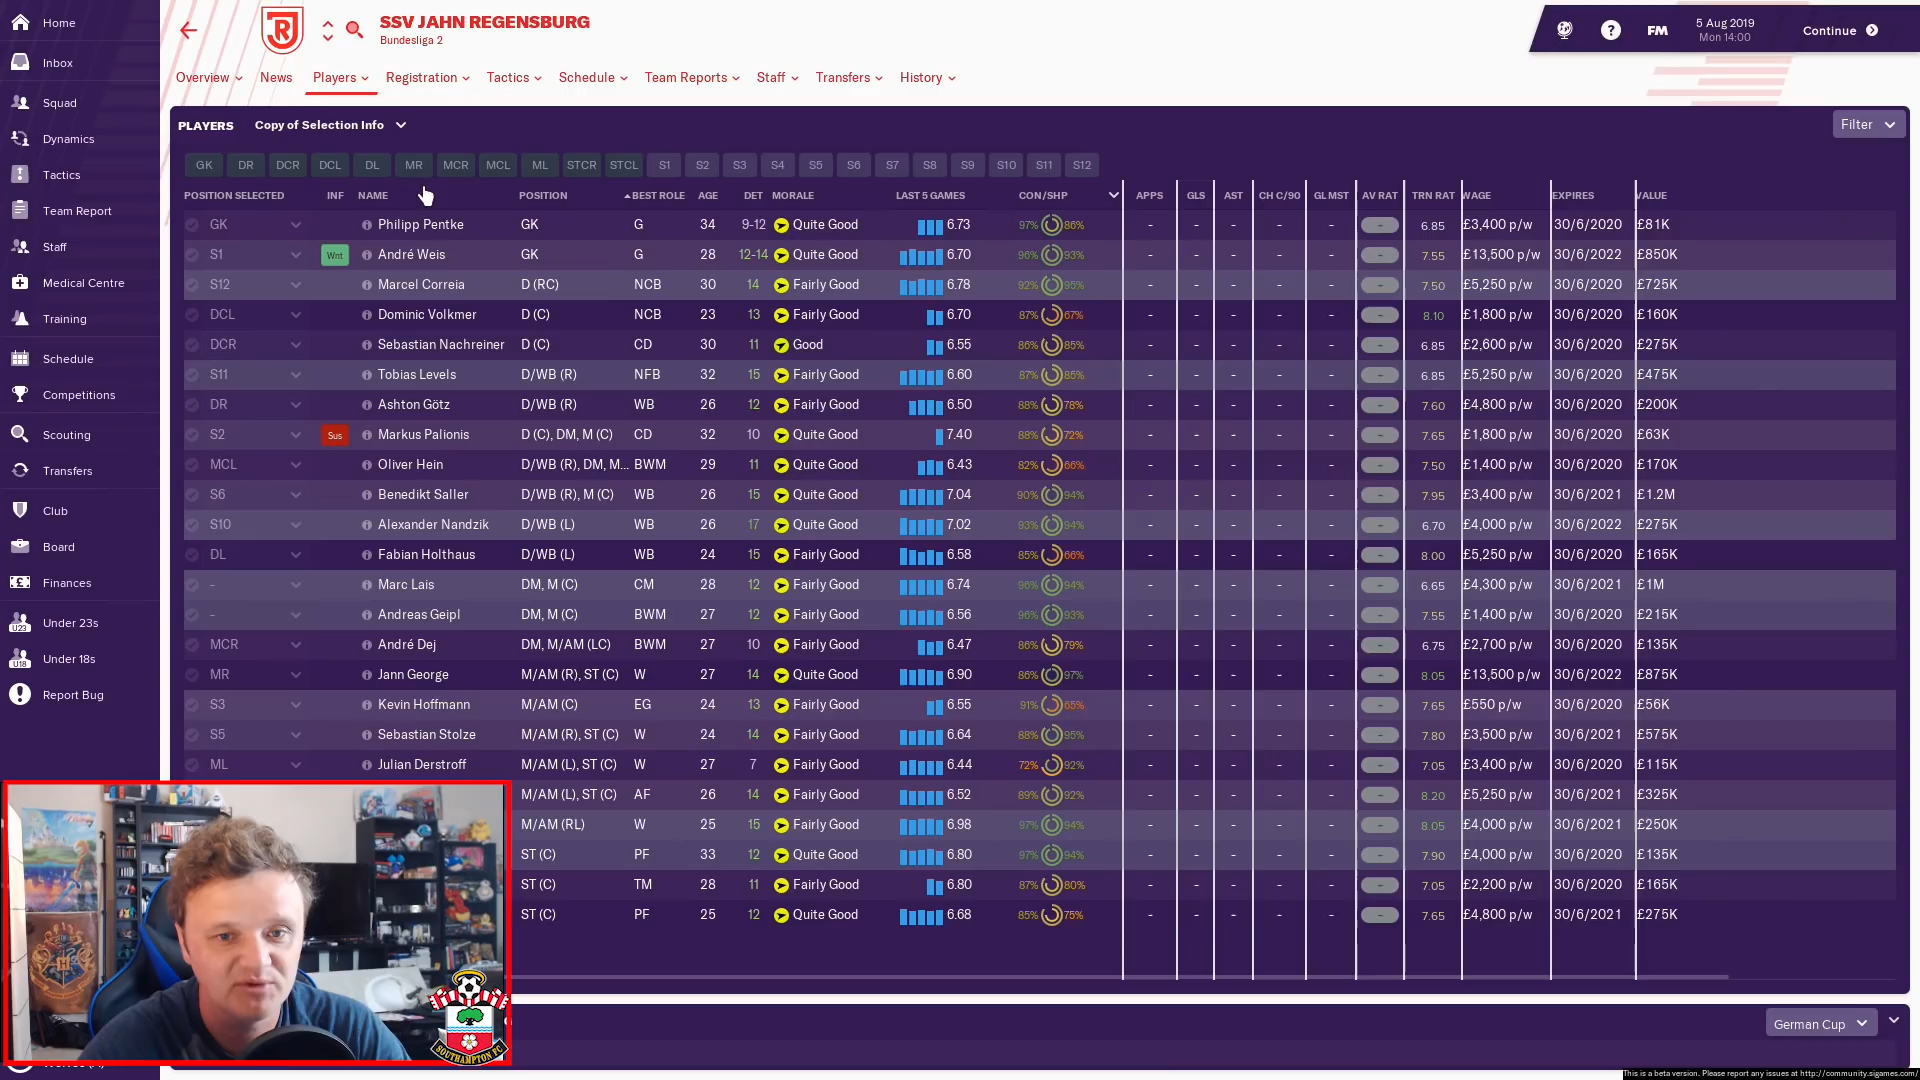 Home
Inbox
Squad
Dynamics
Tactics
Team Report
Staff
Medical Centre
Training
Schedule
Competitions
Scouting
Transfers
Club
Board
Finances
Under 23s
Under 18s
Report Bug
SSV JAHN REGENSBURG
Bundesliga 2
FM
5 Aug 2019
Mon 14:00
Continue
Overview News Players Registration Tactics Schedule Team Reports Staff Transfers History
PLAYERS Copy of Selection Info Filter
GK DR DCR DCL DL MR MCR MCL ML STCR STCL S1 S2 S3 S4 S5 S6 S7 S8 S9 S10 S11 S12
POSITION SELECTED INF NAME POSITION BEST ROLE AGE DET MORALE LAST 5 GAMES CON/SHP APPS GLS AST CH C/90 GL MST AV RAT TRN RAT WAGE EXPIRES VALUE
GK Philipp Pentke GK G 34 9-12 Quite Good 6.73 97% 86% - - - - - - 6.85 £3,400 p/w 30/6/2020 £81K
S1 Wnt André Weis GK G 28 12-14 Quite Good 6.70 96% 93% - - - - - - 7.55 £13,500 p/w 30/6/2022 £850K
S12 Marcel Correia D (RC) NCB 30 14 Fairly Good 6.78 92% 95% - - - - - - 7.50 £5,250 p/w 30/6/2020 £725K
DCL Dominic Volkmer D (C) NCB 23 13 Fairly Good 6.70 87% 67% - - - - - - 8.10 £1,800 p/w 30/6/2020 £160K
DCR Sebastian Nachreiner D (C) CD 30 11 Good 6.55 86% 85% - - - - - - 6.85 £2,600 p/w 30/6/2020 £275K
S11 Tobias Levels D/WB (R) NFB 32 15 Fairly Good 6.60 87% 85% - - - - - - 6.85 £5,250 p/w 30/6/2020 £475K
DR Ashton Götz D/WB (R) WB 26 12 Fairly Good 6.50 88% 78% - - - - - - 7.60 £4,800 p/w 30/6/2020 £200K
S2 Sus Markus Palionis D (C), DM, M (C) CD 32 10 Quite Good 7.40 88% 72% - - - - - - 7.65 £1,800 p/w 30/6/2020 £63K
MCL Oliver Hein D/WB (R), DM, M... BWM 29 11 Quite Good 6.43 82% 66% - - - - - - 7.50 £1,400 p/w 30/6/2020 £170K
S6 Benedikt Saller D/WB (R), M (C) WB 26 15 Quite Good 7.04 90% 94% - - - - - - 7.95 £3,400 p/w 30/6/2021 £1.2M
S10 Alexander Nandzik D/WB (L) WB 26 17 Quite Good 7.02 93% 94% - - - - - - 6.70 £4,000 p/w 30/6/2022 £275K
DL Fabian Holthaus D/WB (L) WB 24 15 Fairly Good 6.58 85% 66% - - - - - - 8.00 £5,250 p/w 30/6/2020 £165K
- Marc Lais DM, M (C) CM 28 12 Fairly Good 6.74 96% 94% - - - - - - 6.65 £4,300 p/w 30/6/2021 £1M
- Andreas Geipl DM, M (C) BWM 27 12 Fairly Good 6.56 96% 93% - - - - - - 7.55 £1,400 p/w 30/6/2020 £215K
MCR André Dej DM, M/AM (LC) BWM 27 10 Fairly Good 6.47 86% 79% - - - - - - 6.75 £2,700 p/w 30/6/2020 £135K
MR Jann George M/AM (R), ST (C) W 27 14 Quite Good 6.90 86% 97% - - - - - - 8.05 £13,500 p/w 30/6/2022 £875K
S3 Kevin Hoffmann M/AM (C) EG 24 13 Fairly Good 6.55 91% 65% - - - - - - 7.65 £550 p/w 30/6/2020 £56K
S5 Sebastian Stolze M/AM (R), ST (C) W 24 14 Fairly Good 6.64 88% 95% - - - - - - 7.80 £3,500 p/w 30/6/2021 £575K
ML Julian Derstroff M/AM (L), ST (C) W 27 7 Fairly Good 6.44 72% 92% - - - - - - 7.05 £3,400 p/w 30/6/2020 £115K
M/AM (L), ST (C) AF 26 14 Fairly Good 6.52 89% 92% - - - - - - 8.20 £5,250 p/w 30/6/2021 £325K
M/AM (RL) W 25 15 Fairly Good 6.98 97% 94% - - - - - - 8.05 £4,000 p/w 30/6/2021 £250K
ST (C) PF 33 12 Quite Good 6.80 97% 94% - - - - - - 7.90 £4,000 p/w 30/6/2020 £135K
ST (C) TM 28 11 Fairly Good 6.80 87% 80% - - - - - - 7.05 £2,200 p/w 30/6/2020 £165K
ST (C) PF 25 12 Quite Good 6.68 85% 75% - - - - - - 7.65 £4,800 p/w 30/6/2021 £275K
SOUTHAMPTON FC
German Cup
This is a beta version. Please report any issues at http://community.sigames.com/